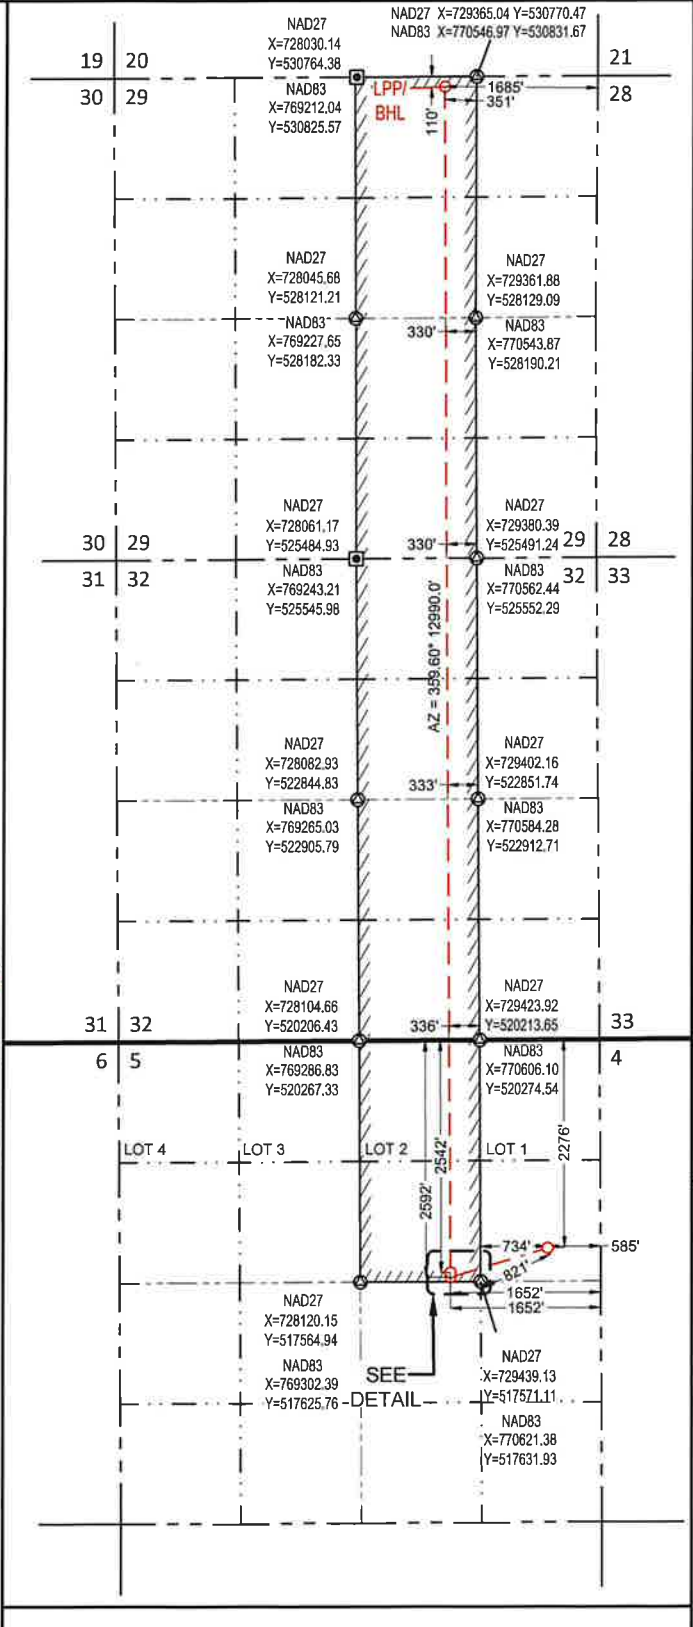 NAD27 X=729365.04 Y=530770.47
NAD83 X=770546.97 Y=530831.67
NAD27
X=728030.14
Y=530764.38
19 20
21
30 29
28
NAD83
X=769212.04
Y=530825.57
LPP/
BHL
110'
1685'
351'
NAD27
X=728045.68
Y=528121.21
NAD83
X=769227.65
Y=528182.33
NAD27
X=729361.88
Y=528129.09
NAD83
X=770543.87
Y=528190.21
330'
NAD27
X=728061.17
Y=525484.93
NAD27
X=729380.39
Y=525491.24
30 29
29 28
31 32
32 33
330'
NAD83
X=769243.21
Y=525545.98
NAD83
X=770562.44
Y=525552.29
AZ = 359.60° 12990.0'
NAD27
X=728082.93
Y=522844.83
NAD83
X=769265.03
Y=522905.79
NAD27
X=729402.16
Y=522851.74
NAD83
X=770584.28
Y=522912.71
333'
NAD27
X=728104.66
Y=520206.43
NAD27
X=729423.92
Y=520213.65
336'
31 32
33
6 5
4
NAD83
X=769286.83
Y=520267.33
NAD83
X=770606.10
Y=520274.54
LOT 4
LOT 3
LOT 2
LOT 1
2592'
2542'
2276'
734'
585'
821'
1652'
1652'
NAD27
X=728120.15
Y=517564.94
NAD83
X=769302.39
Y=517625.76
SEE
DETAIL
NAD27
X=729439.13
Y=517571.11
NAD83
X=770621.38
Y=517631.93